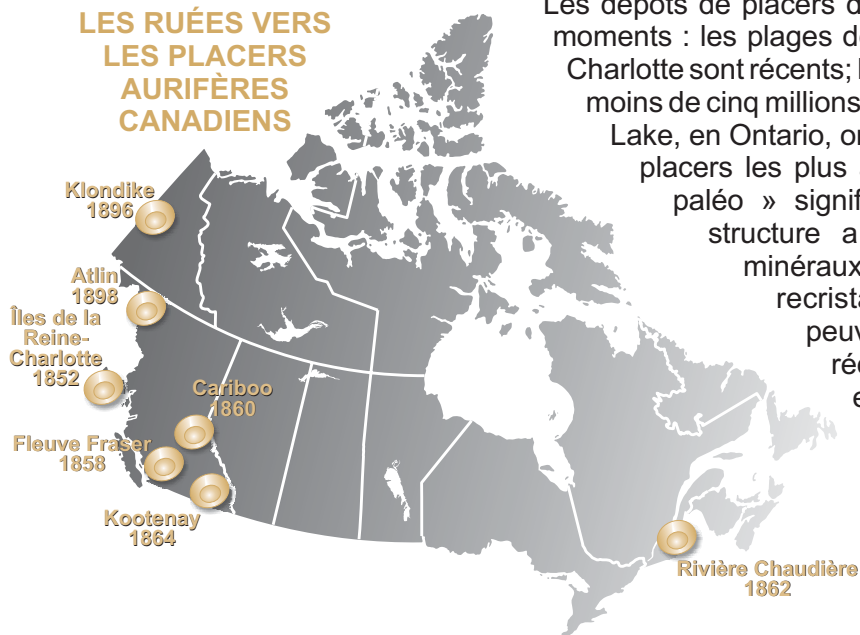 LES RUÉES VERS
LES PLACERS
AURIFÈRES
CANADIENS
Les dépôts de placers
moments : les plages
Charlotte sont récents;
moins de cinq millions
Lake, en Ontario,
placers les plus
paléo » signif
structure a
minéraux
recrista
peuv
réc
e
Klondike
1896
Atlin
1898
Îles de la
Reine-
Charlotte
1852
Cariboo
1860
Fleuve Fraser
1858
Kootenay
1864
Rivière Chaudière
1862